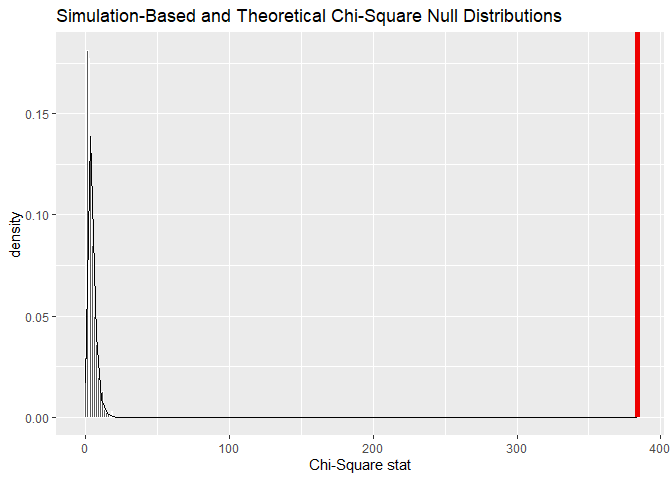 Simulation-Based and Theoretical Chi-Square Null Distributions
density
0.15
0.10
0.05
0.00
0 100 200 300 400
Chi-Square stat